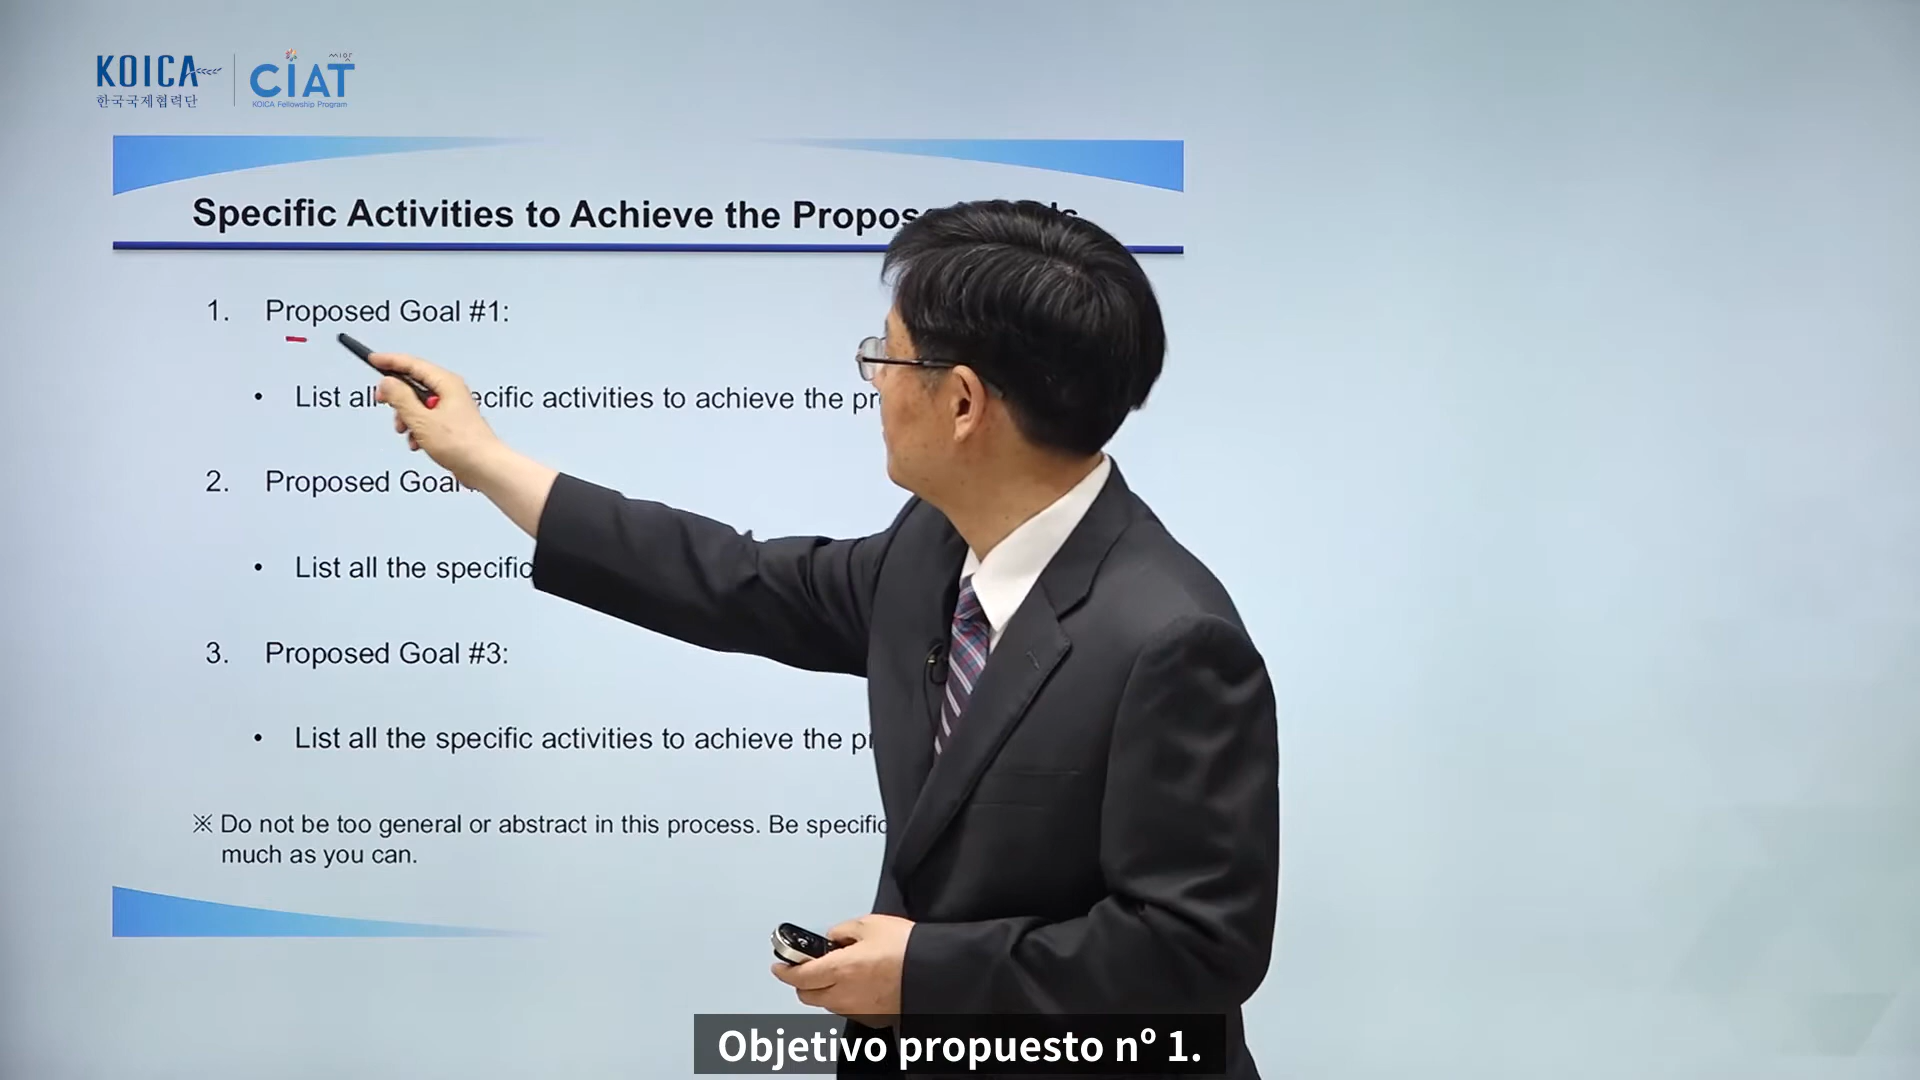 KOICA
한국국제협력단
CIAT
KOICA Fellowship Program
Specific Activities to Achieve the
1. Proposed Goal #1:
• List all specific activities to achieve the
2. Proposed Goal
• List all the specific
3. Proposed Goal #3:
• List all the specific activities to achieve the
※ Do not be too general or abstract in this process. Be specific
much as you can.
Objetivo propuesto nº 1.